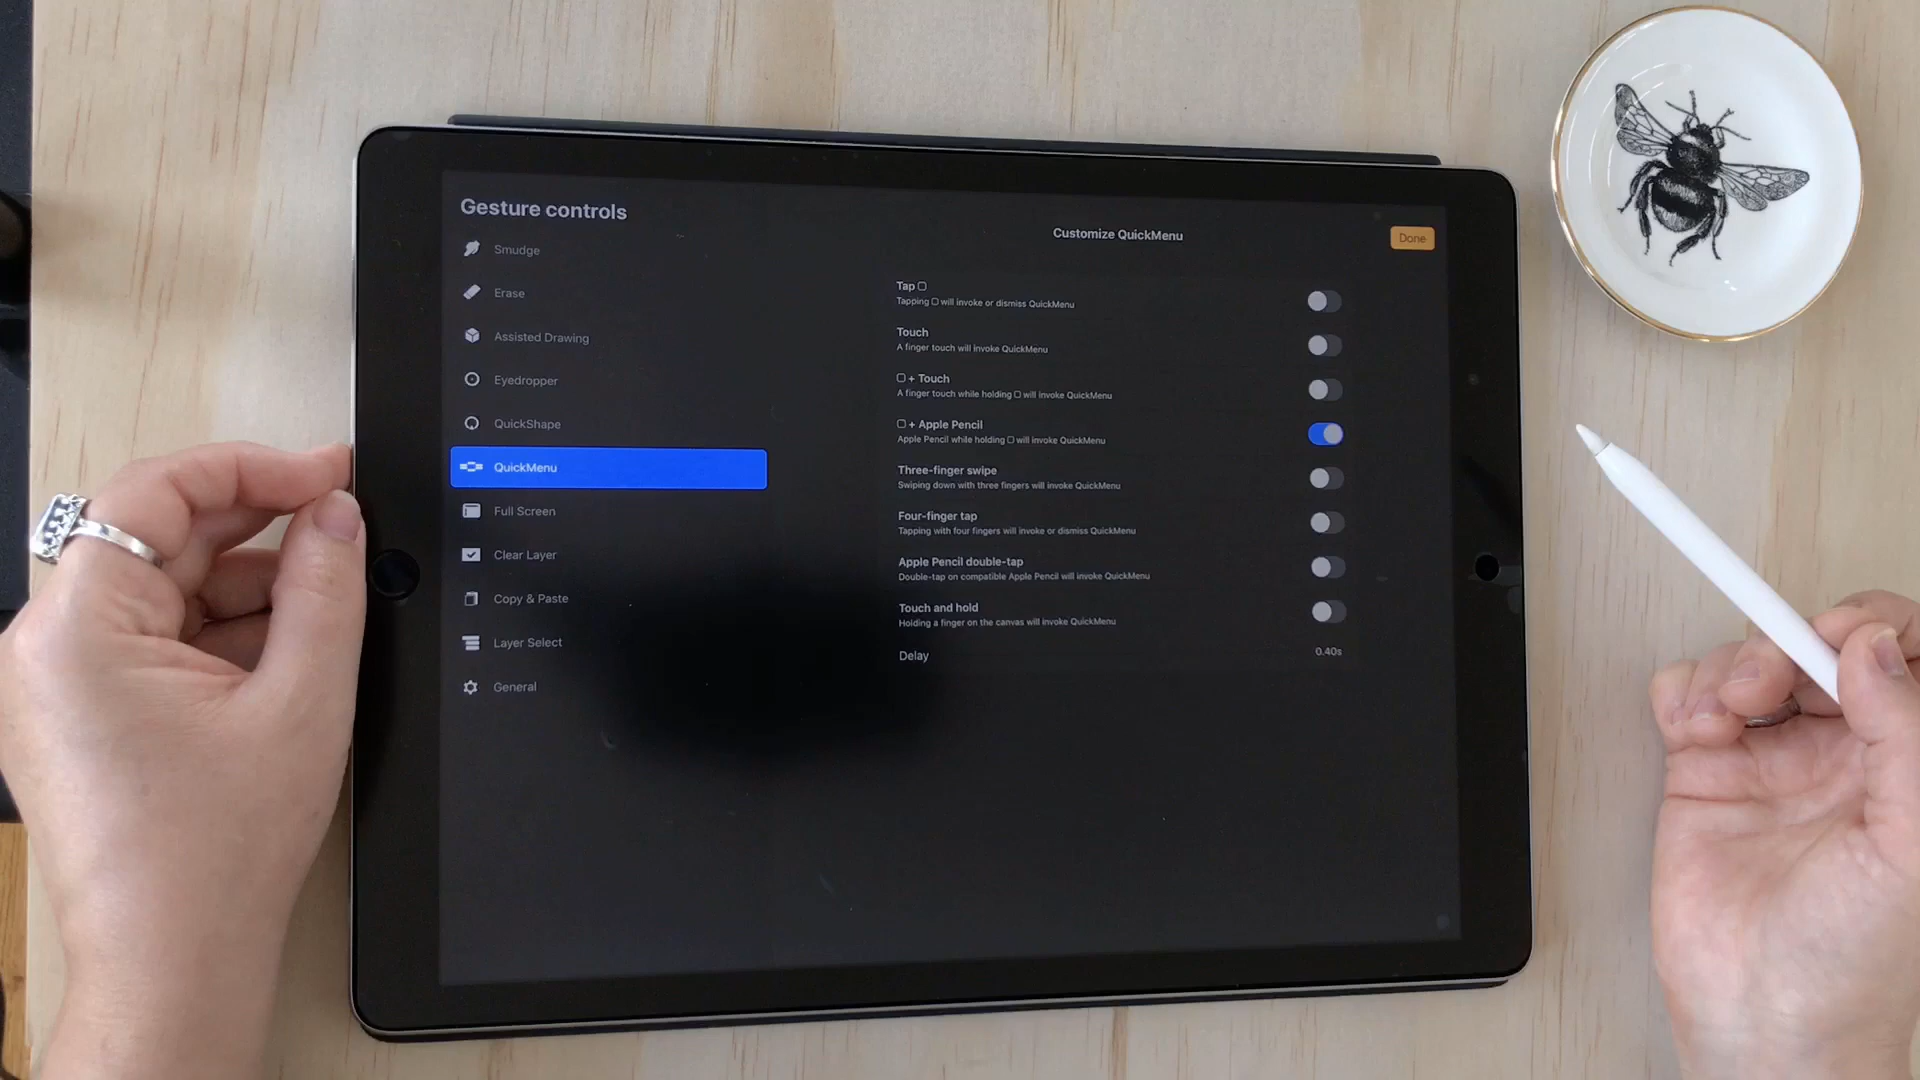 Gesture controls
Smudge
Erase
Assisted Drawing
Eyedropper
QuickShape
QuickMenu
Full Screen
Clear Layer
Copy & Paste
Layer Select
General
Customize QuickMenu
Done
Tap ▢
Tapping ▢ will invoke or dismiss QuickMenu
Touch
A finger touch will invoke QuickMenu
▢ + Touch
A finger touch while holding ▢ will invoke QuickMenu
▢ + Apple Pencil
Apple Pencil while holding ▢ will invoke QuickMenu
Three-finger swipe
Swiping down with three fingers will invoke QuickMenu
Four-finger tap
Tapping with four fingers will invoke or dismiss QuickMenu
Apple Pencil double-tap
Double-tap on compatible Apple Pencil will invoke QuickMenu
Touch and hold
Holding a finger on the canvas will invoke QuickMenu
Delay
0.40s